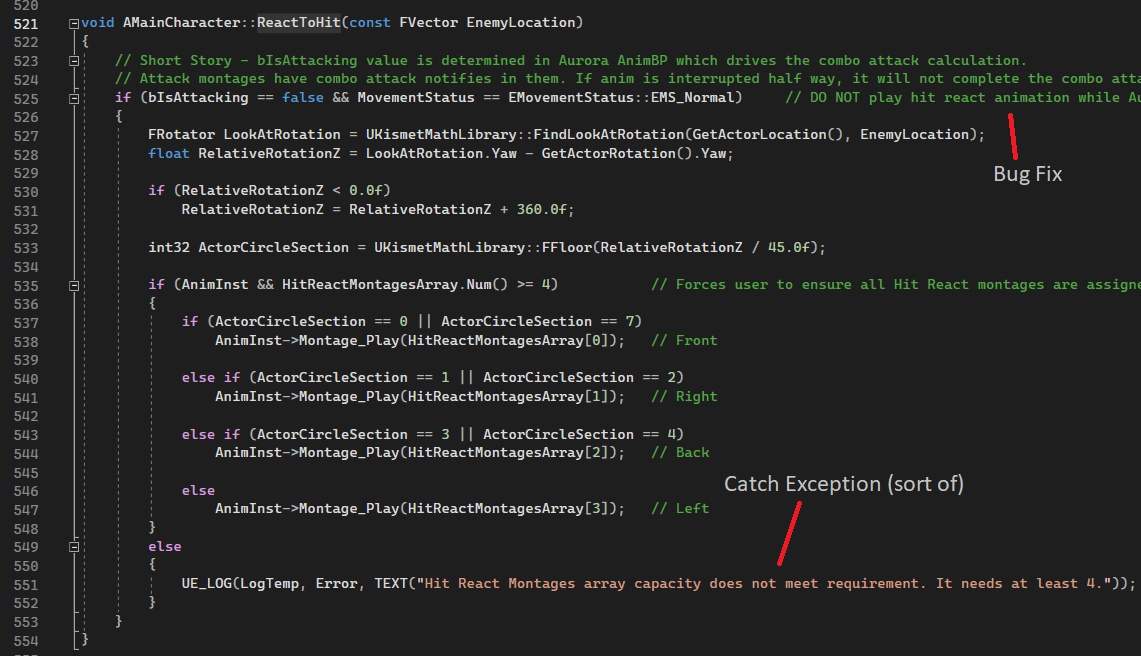 520
521 void AMainCharacter::ReactToHit(const FVector EnemyLocation)
522 {
523 // Short Story - bIsAttacking value is determined in Aurora AnimBP which drives the combo attack calculation.
524 // Attack montages have combo attack notifies in them. If anim is interrupted half way, it will not complete the combo atta
525 if (bIsAttacking == false && MovementStatus == EMovementStatus::EMS_Normal) // DO NOT play hit react animation while Au
526 {
527 FRotator LookAtRotation = UKismetMathLibrary::FindLookAtRotation(GetActorLocation(), EnemyLocation);
528 float RelativeRotationZ = LookAtRotation.Yaw - GetActorRotation().Yaw;
Bug Fix
529
530 if (RelativeRotationZ < 0.0f)
531 RelativeRotationZ = RelativeRotationZ + 360.0f;
532
533 int32 ActorCircleSection = UKismetMathLibrary::FFloor(RelativeRotationZ / 45.0f);
534
535 if (AnimInst && HitReactMontagesArray.Num() >= 4) // Forces user to ensure all Hit React montages are assigne
536 {
537 if (ActorCircleSection == 0 || ActorCircleSection == 7)
538 AnimInst->Montage_Play(HitReactMontagesArray[0]); // Front
539
540 else if (ActorCircleSection == 1 || ActorCircleSection == 2)
541 AnimInst->Montage_Play(HitReactMontagesArray[1]); // Right
542
543 else if (ActorCircleSection == 3 || ActorCircleSection == 4)
544 AnimInst->Montage_Play(HitReactMontagesArray[2]); // Back
545
Catch Exception (sort of)
546 else
547 AnimInst->Montage_Play(HitReactMontagesArray[3]); // Left
548 }
549 else
550 {
551 UE_LOG(LogTemp, Error, TEXT("Hit React Montages array capacity does not meet requirement. It needs at least 4."));
552 }
553 }
554 }